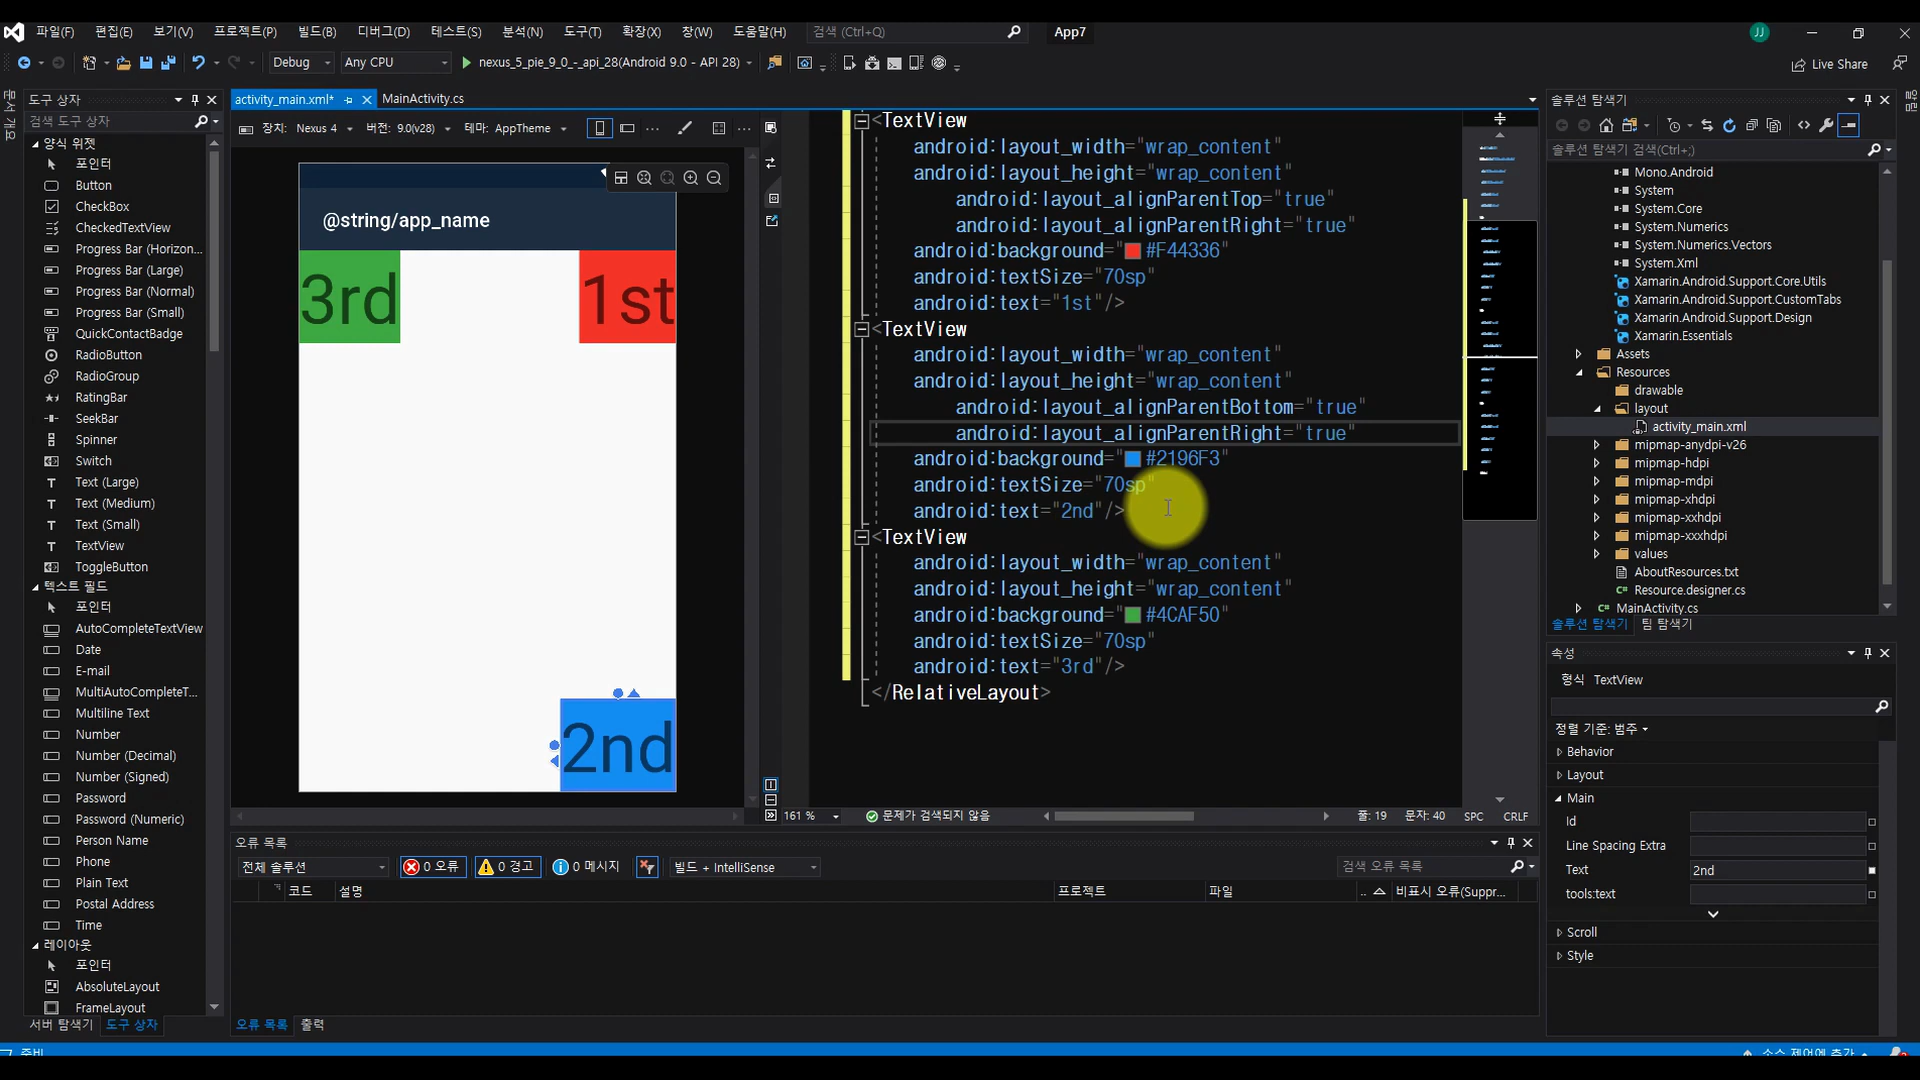 파일(F) 편집(E) 보기(V) 프로젝트(P) 빌드(B) 디버그(D) 테스트(S) 분석(N) 도구(T) 확장(X) 창(W) 도움말(H) 검색 (Ctrl+Q) App7 JJ
Debug Any CPU nexus_5_pie_9_0_-_api_28(Android 9.0 - API 28) Live Share
도구 상자
검색 도구 상자
양식 위젯
포인터
Button
CheckBox
CheckedTextView
Progress Bar (Horizon...
Progress Bar (Large)
Progress Bar (Normal)
Progress Bar (Small)
QuickContactBadge
RadioButton
RadioGroup
RatingBar
SeekBar
Spinner
Switch
Text (Large)
Text (Medium)
Text (Small)
TextView
ToggleButton
텍스트 필드
포인터
AutoCompleteTextView
Date
E-mail
MultiAutoCompleteT...
Multiline Text
Number
Number (Decimal)
Number (Signed)
Password
Password (Numeric)
Person Name
Phone
Plain Text
Postal Address
Time
레이아웃
포인터
AbsoluteLayout
FrameLayout
서버 탐색기 도구 상자
activity_main.xml* MainActivity.cs
장치: Nexus 4 버전: 9.0(v28) 테마: AppTheme
@string/app_name
3rd 1st
2nd
<TextView
android:layout_width="wrap_content"
android:layout_height="wrap_content"
android:layout_alignParentTop="true"
android:layout_alignParentRight="true"
android:background="#F44336"
android:textSize="70sp"
android:text="1st"/>
<TextView
android:layout_width="wrap_content"
android:layout_height="wrap_content"
android:layout_alignParentBottom="true"
android:layout_alignParentRight="true"
android:background="#2196F3"
android:textSize="70sp"
android:text="2nd"/>
<TextView
android:layout_width="wrap_content"
android:layout_height="wrap_content"
android:background="#4CAF50"
android:textSize="70sp"
android:text="3rd"/>
</RelativeLayout>
161 % 문제가 검색되지 않음 줄: 19 문자: 40 SPC CRLF
오류 목록
전체 솔루션 0 오류 0 경고 0 메시지 빌드 + IntelliSense 검색 오류 목록
코드 설명 프로젝트 파일 .. 비표시 오류(Suppr...
오류 목록 출력
솔루션 탐색기
솔루션 탐색기 검색(Ctrl+;)
Mono.Android
System
System.Core
System.Numerics
System.Numerics.Vectors
System.Xml
Xamarin.Android.Support.Core.Utils
Xamarin.Android.Support.CustomTabs
Xamarin.Android.Support.Design
Xamarin.Essentials
Assets
Resources
drawable
layout
activity_main.xml
mipmap-anydpi-v26
mipmap-hdpi
mipmap-mdpi
mipmap-xhdpi
mipmap-xxhdpi
mipmap-xxxhdpi
values
AboutResources.txt
Resource.designer.cs
C# MainActivity.cs
솔루션 탐색기 팀 탐색기
속성
형식 TextView
정렬 기준: 범주
Behavior
Layout
Main
Id
Line Spacing Extra
Text 2nd
tools:text
Scroll
Style
준비 소스 제어에 추가